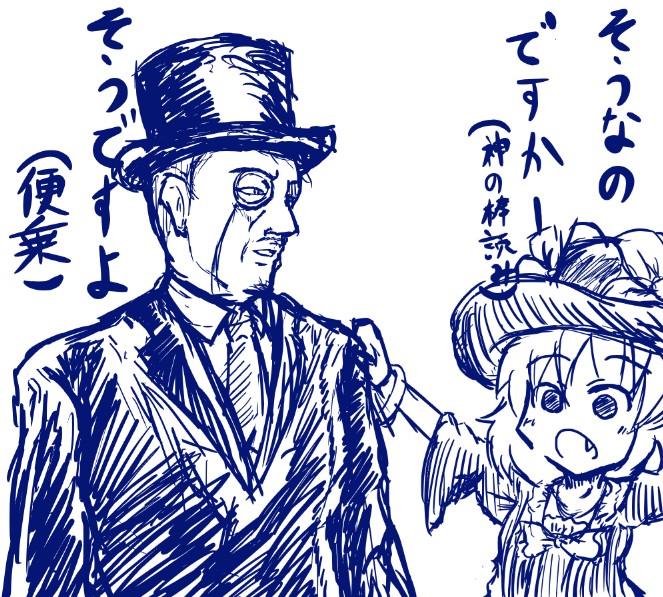 そうなの
ですかー
(神の棒読み)
そうですよ
(便乗)